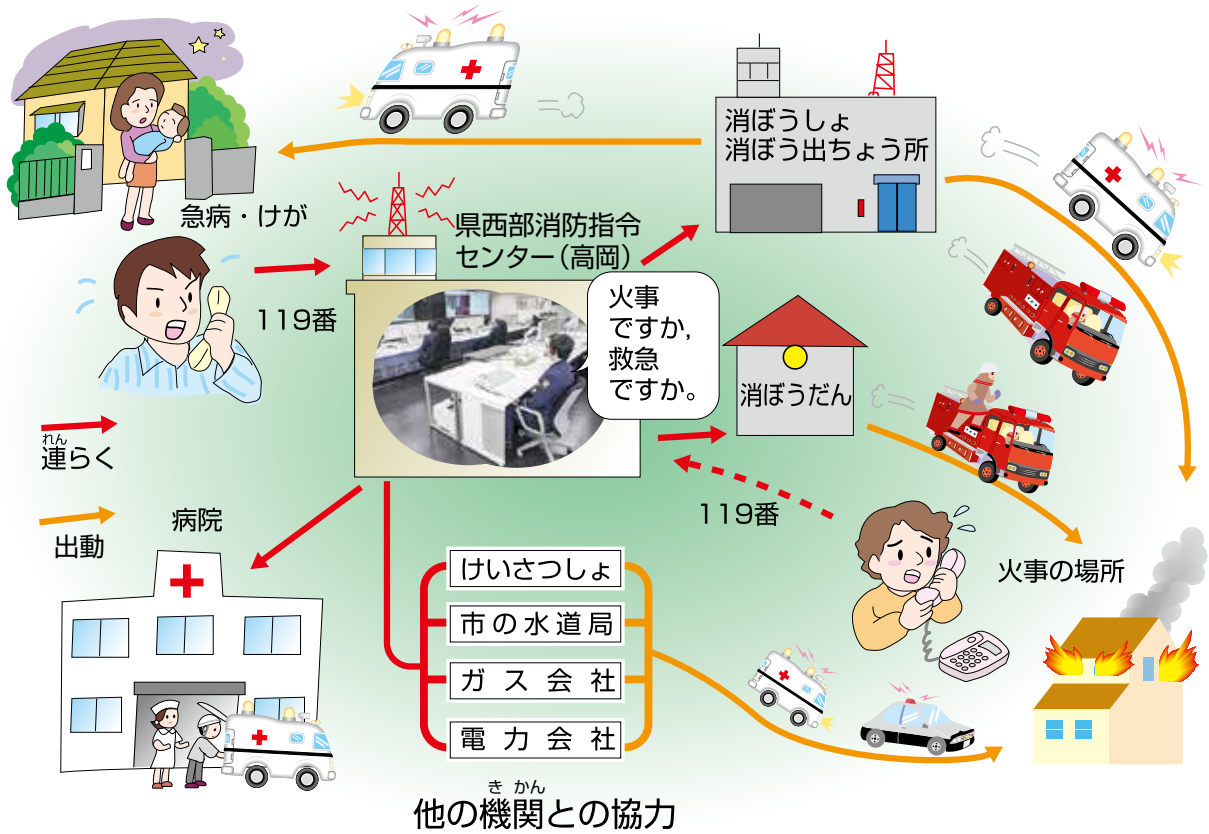 消ぼうしょ
消ぼう出ちょう所
急病・けが
県西部消防指令
センター（高岡）
119番
火事
ですか，
救急
ですか。
消ぼうだん
れん
連らく
出動
病院
119番
火事の場所
けいさつしょ
市の水道局
ガス会社
電力会社
き かん
他の機関との協力